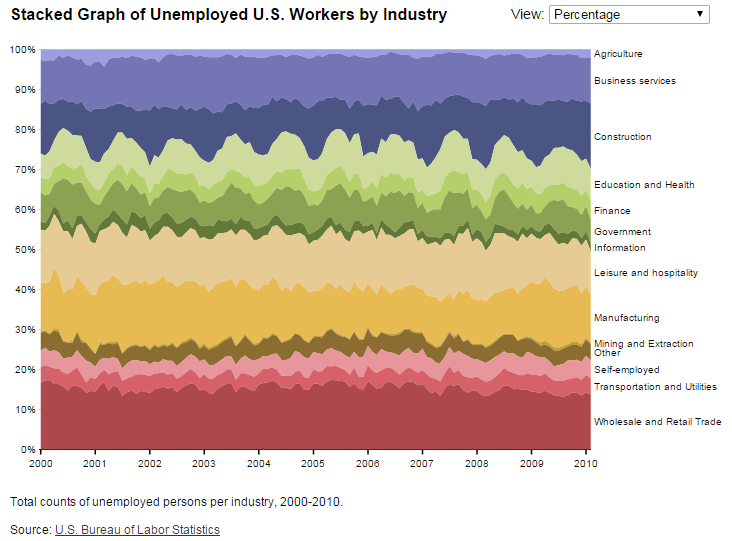 Stacked Graph of Unemployed U.S. Workers by Industry
View: Percentage
100%
90%
80%
70%
60%
50%
40%
30%
20%
10%
0%
Agriculture
Business services
Construction
Education and Health
Finance
Government
Information
Leisure and hospitality
Manufacturing
Mining and Extraction
Other
Self-employed
Transportation and Utilities
Wholesale and Retail Trade
2000 2001 2002 2003 2004 2005 2006 2007 2008 2009 2010
Total counts of unemployed persons per industry, 2000-2010.
Source: U.S. Bureau of Labor Statistics